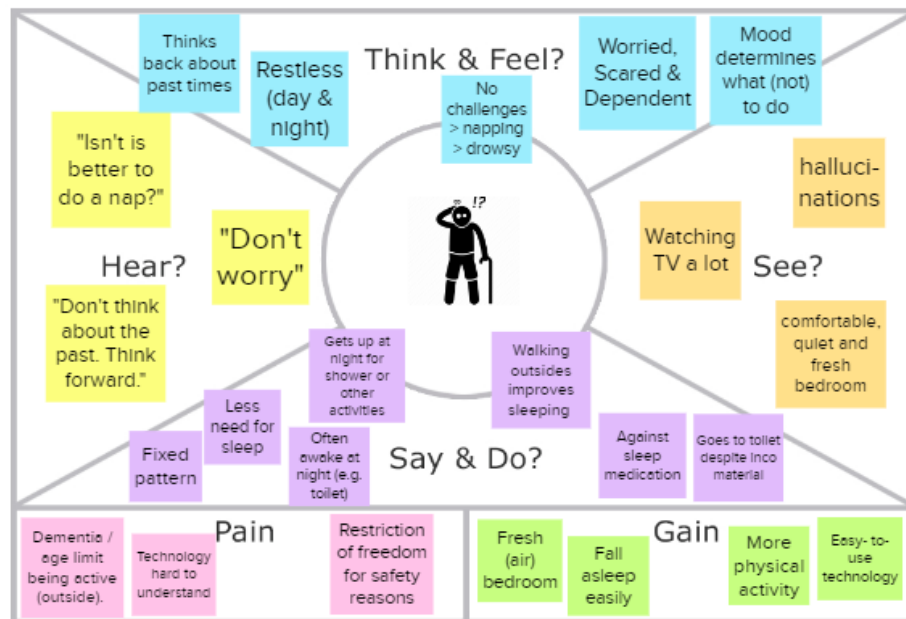 Thinks
back about
past times
Restless
(day &
night)
Think & Feel?
No
challenges
> napping
> drowsy
Worried,
Scared &
Dependent
Mood
determines
what (not)
to do
"Isn't is
better to
do a nap?"
Hear?
"Don't
worry"
"Don't think
about the
past. Think
forward."
!?
halluci-
nations
Watching
TV a lot
See?
comfortable,
quiet and
fresh
bedroom
Gets up at
night for
shower or
other
activities
Walking
outsides
improves
sleeping
Less
need for
sleep
Fixed
pattern
Often
awake at
night (e.g.
toilet)
Say & Do?
Against
sleep
medication
Goes to toilet
despite inco
material
Pain
Dementia /
age limit
being active
(outside).
Technology
hard to
understand
Restriction
of freedom
for safety
reasons
Gain
Fresh
(air)
bedroom
Fall
asleep
easily
More
physical
activity
Easy- to-
use
technology